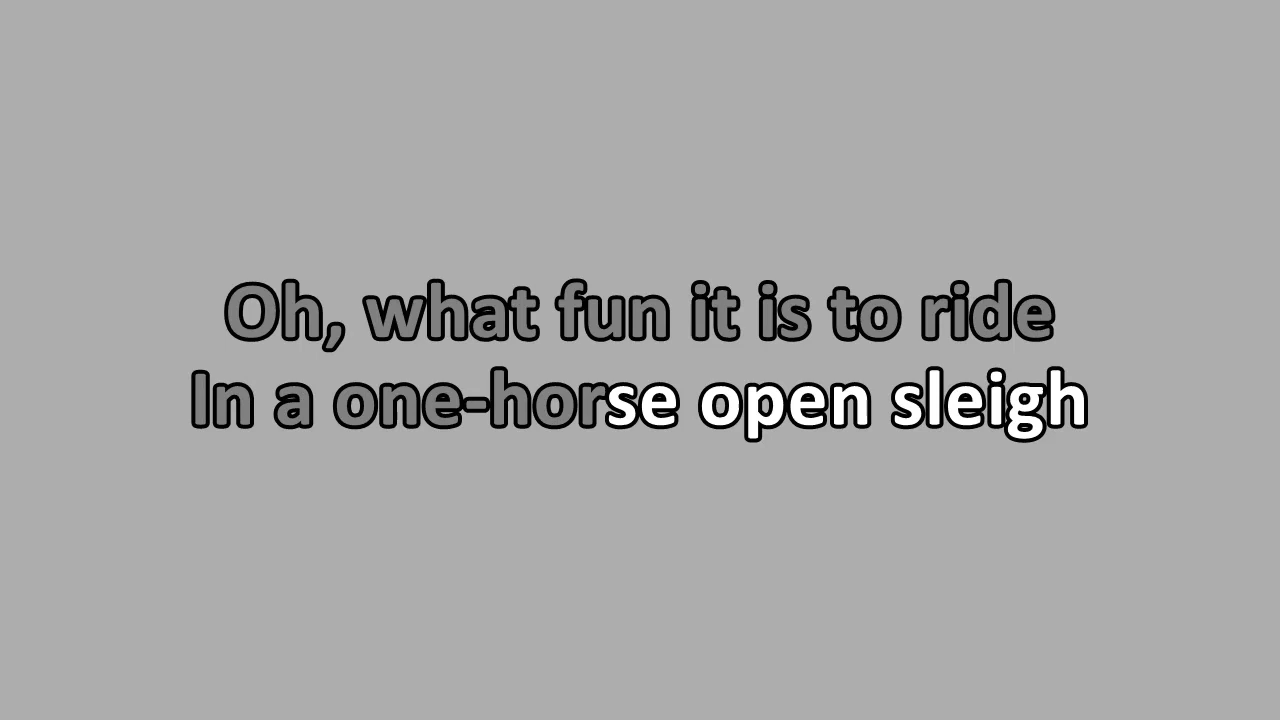 Oh, what fun it is to ride
In a one-horse open sleigh